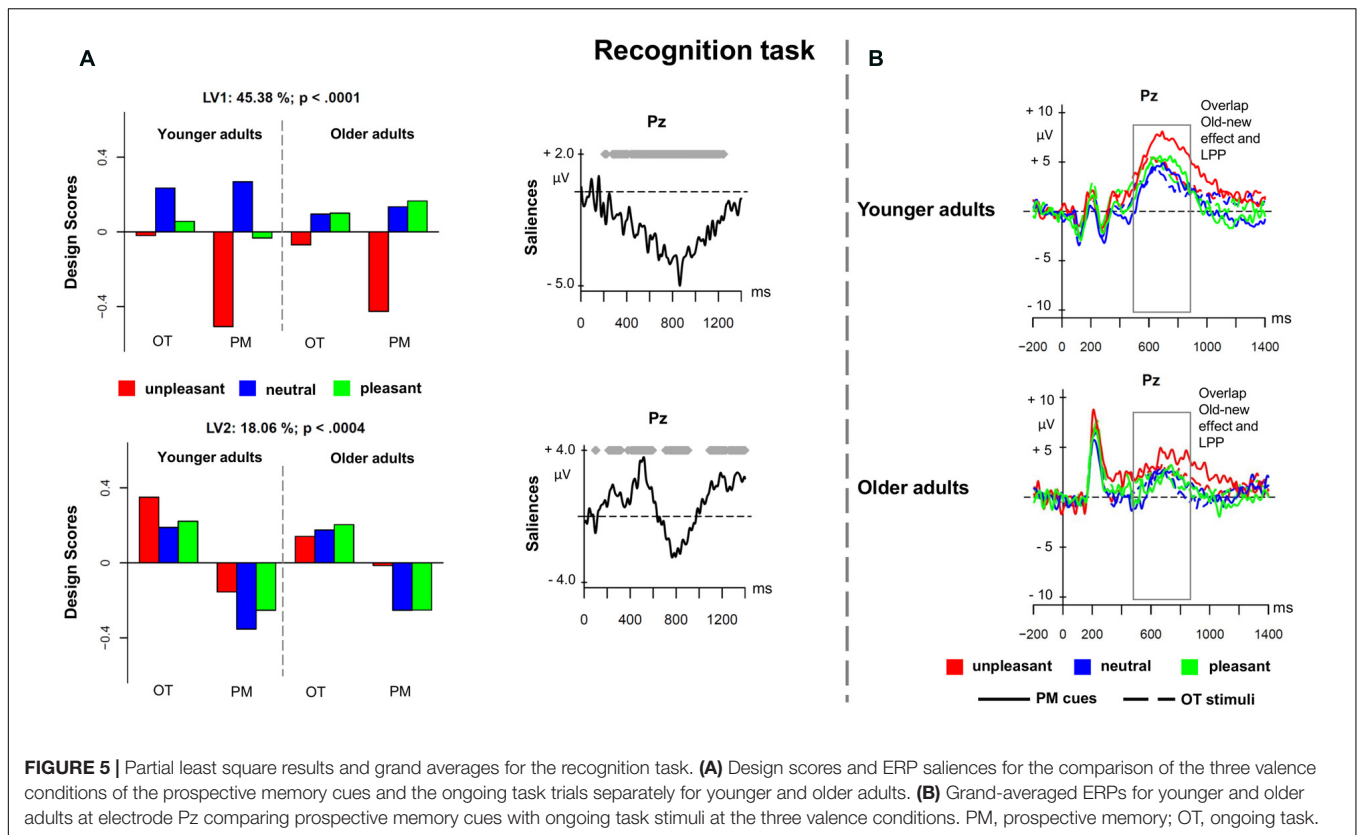 Recognition task
A
LV1: 45.38 %; p < .0001
Younger adults
Older adults
Design Scores
0.4
0
-0.4
OT
PM
OT
PM
unpleasant
neutral
pleasant
LV2: 18.06 %; p < .0004
Younger adults
Older adults
Design Scores
0.4
0
-0.4
OT
PM
OT
PM
Pz
+ 2.0
µV
Saliences
- 5.0
ms
0 400 800 1200
Pz
+ 4.0
µV
Saliences
- 4.0
ms
0 400 800 1200
B
Younger adults
Pz
+ 10
µV
+ 5
- 5
- 10
Overlap
Old-new
effect and
LPP
ms
−200 0 200 600 1000 1400
Older adults
Pz
+ 10
µV
+ 5
- 5
- 10
Overlap
Old-new
effect and
LPP
ms
−200 0 200 600 1000 1400
unpleasant
neutral
pleasant
PM cues
OT stimuli
FIGURE 5 | Partial least square results and grand averages for the recognition task. (A) Design scores and ERP saliences for the comparison of the three valence
conditions of the prospective memory cues and the ongoing task trials separately for younger and older adults. (B) Grand-averaged ERPs for younger and older
adults at electrode Pz comparing prospective memory cues with ongoing task stimuli at the three valence conditions. PM, prospective memory; OT, ongoing task.